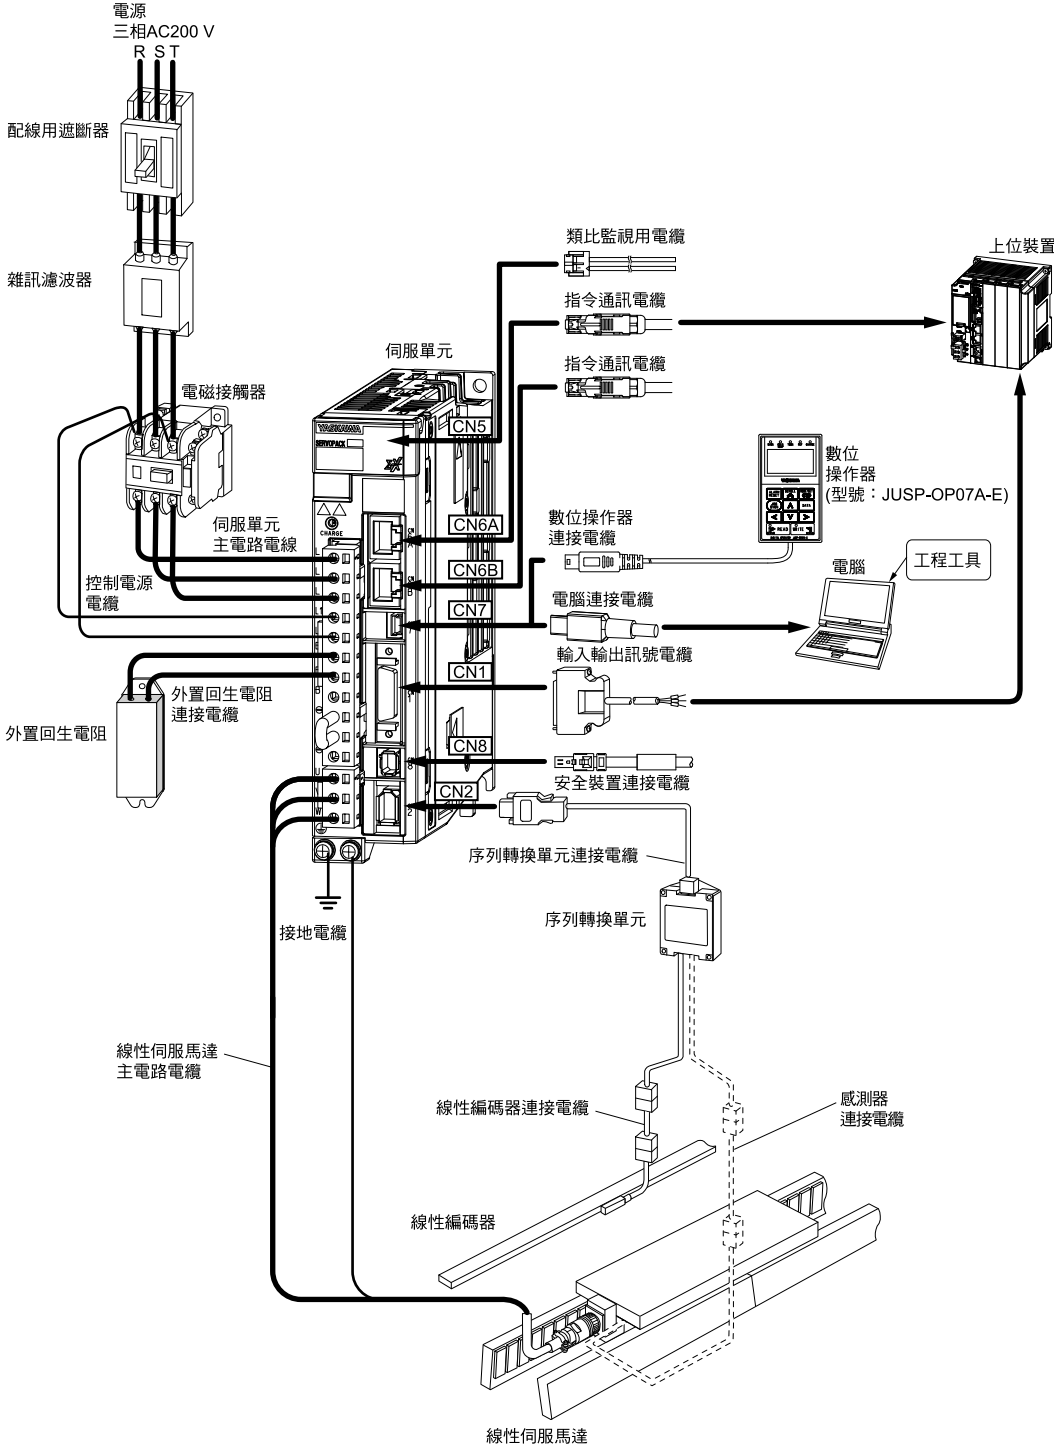 電源
三相AC200 V
R S T
配線用遮斷器
雜訊濾波器
電磁接觸器
伺服單元
主電路電線
控制電源
電纜
外置回生電阻
連接電纜
外置回生電阻
伺服單元
YASKAWA
SERVOPACK
CHARGE
CN5
CN6A
CN6B
CN7
CN1
CN8
CN2
類比監視用電纜
指令通訊電纜
指令通訊電纜
上位裝置
數位
操作器
(型號：JUSP-OP07A-E)
數位操作器
連接電纜
電腦
工程工具
電腦連接電纜
輸入輸出訊號電纜
安全裝置連接電纜
序列轉換單元連接電纜
序列轉換單元
接地電纜
線性伺服馬達
主電路電纜
線性編碼器連接電纜
感測器
連接電纜
線性編碼器
線性伺服馬達